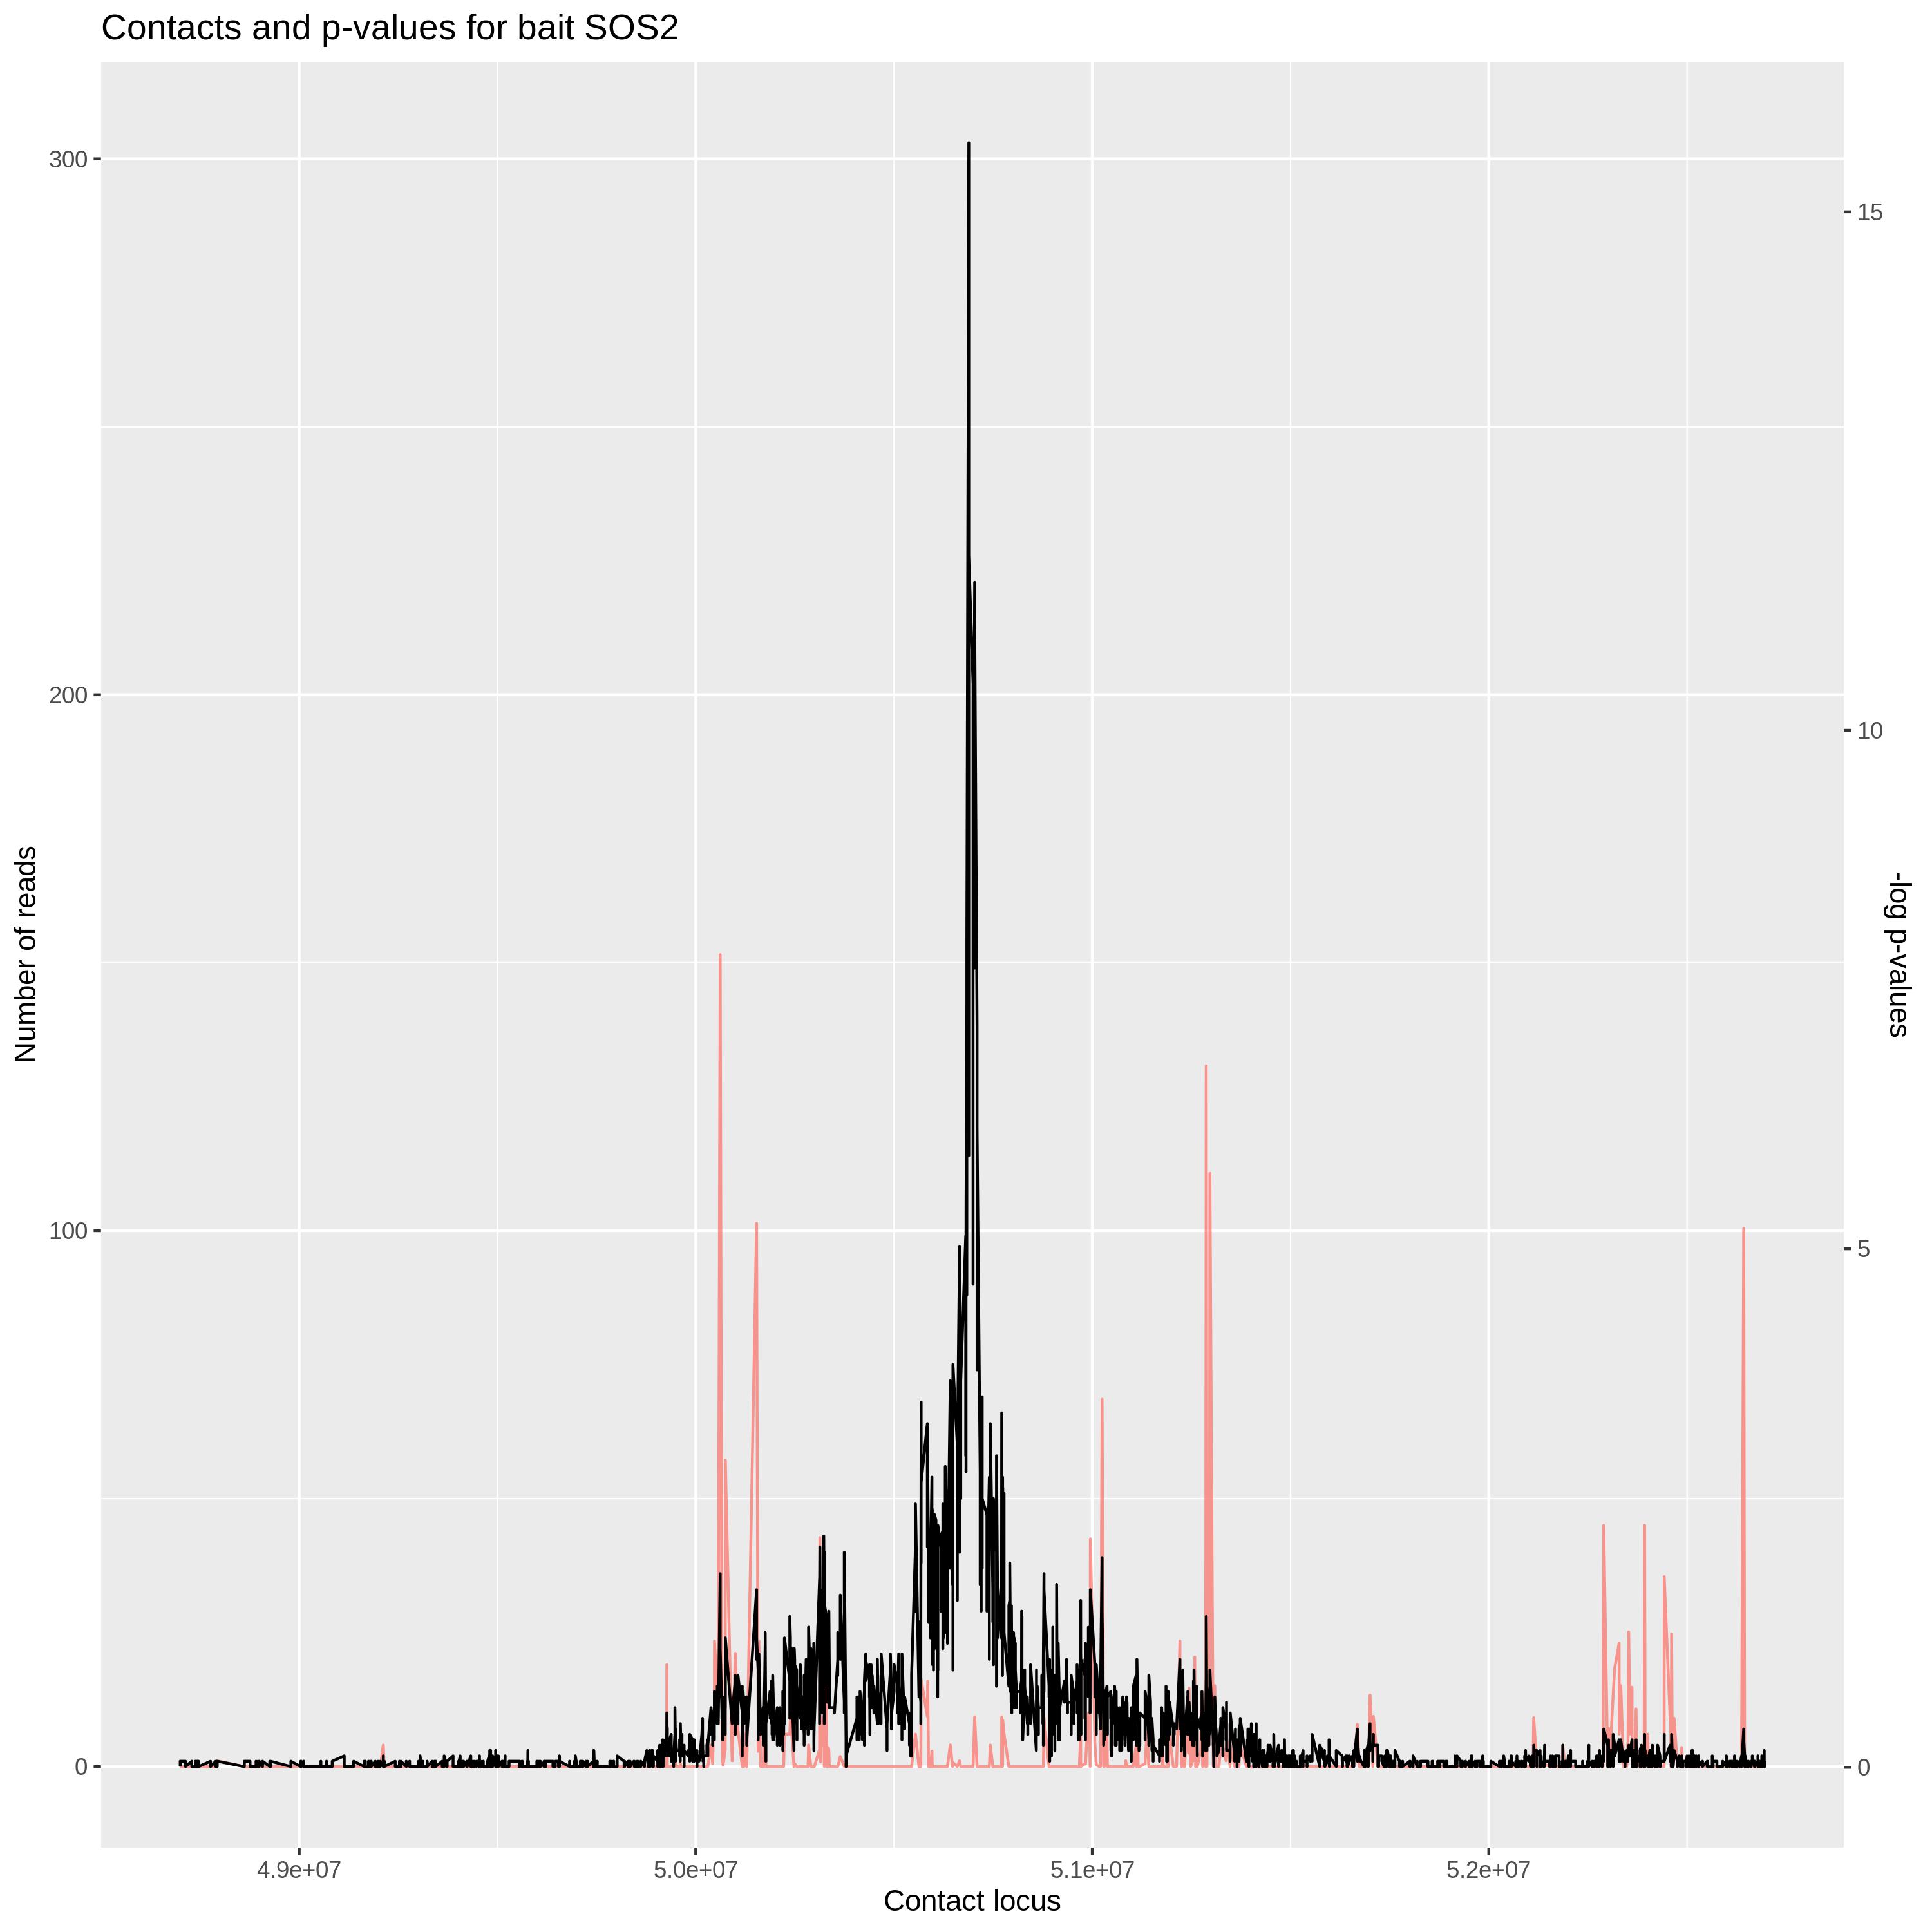 Contacts and p-values for bait SOS2
300
200
100
0
Number of reads
15
10
5
0
-log p-values
4.9e+07 5.0e+07 5.1e+07 5.2e+07
Contact locus